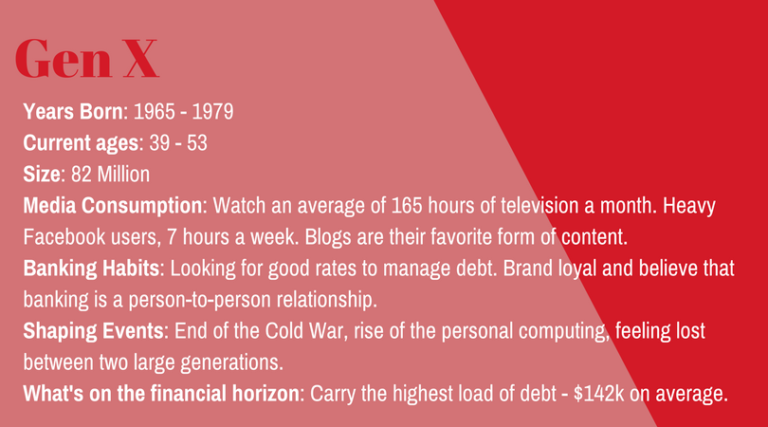 Gen X
Years Born: 1965 - 1979
Current ages: 39 - 53
Size: 82 Million
Media Consumption: Watch an average of 165 hours of television a month. Heavy
Facebook users, 7 hours a week. Blogs are their favorite form of content.
Banking Habits: Looking for good rates to manage debt. Brand loyal and believe that
banking is a person-to-person relationship.
Shaping Events: End of the Cold War, rise of the personal computing, feeling lost
between two large generations.
What's on the financial horizon: Carry the highest load of debt - $142k on average.